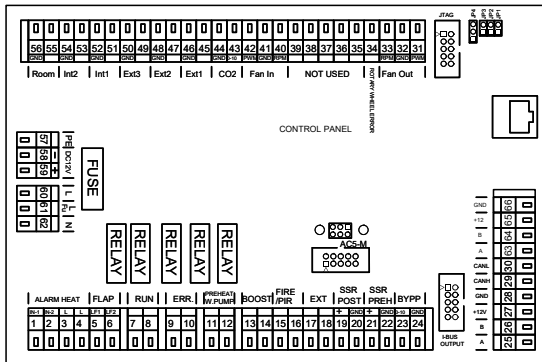 JTAG
JP4
JP3
JP2
JP1
56 55 54 53 52 51 50 49 48 47 46 45 44 43 42 41 40 39 38 37 36 35 34 33 32 31
GND GND GND GND GND GND GND 0-10 PWM GND RPM RPM GND PWM
Room Int2 Int1 Ext3 Ext2 Ext1 CO2 Fan In NOT USED ROTARY WHEEL ERROR Fan Out
CONTROL PANEL
57 PE
58 -
59 +
DC12V
FUSE
60 L
61 L
Fu
62 N
RELAY RELAY RELAY RELAY RELAY
AC5-M
GND 66
+12 65
B 64
A 63
CANL 30
CANH 29
GND 28
+12V 27
B 26
A 25
I-BUS
OUTPUT
ALARM HEAT FLAP RUN ERR. PREHEAT W.PUMP BOOST FIRE /PIR EXT SSR POST SSR PREH BYPP
IN-1 IN-2 L L LF1 LF2 + GND + GND 0-10 GND
1 2 3 4 5 6 7 8 9 10 11 12 13 14 15 16 17 18 19 20 21 22 23 24